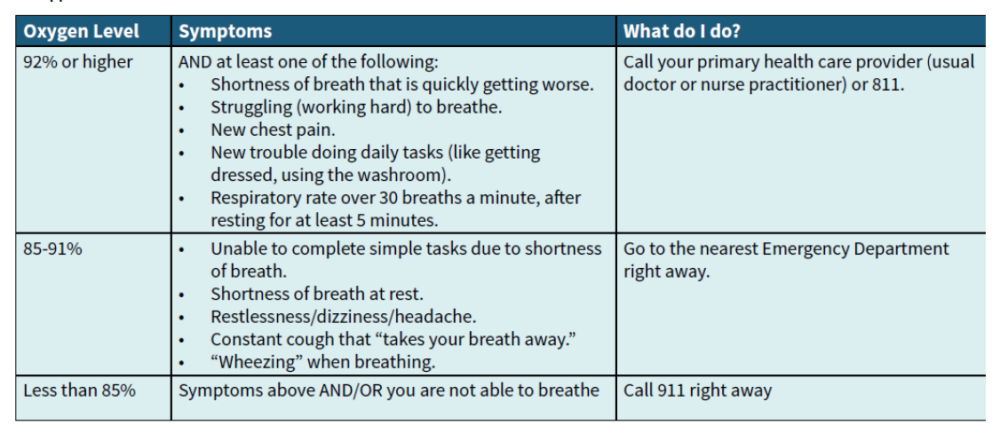 Oxygen Level Symptoms What do I do?
92% or higher
AND at least one of the following:
• Shortness of breath that is quickly getting worse.
• Struggling (working hard) to breathe.
• New chest pain.
• New trouble doing daily tasks (like getting
dressed, using the washroom).
• Respiratory rate over 30 breaths a minute, after
resting for at least 5 minutes.
Call your primary health care provider (usual
doctor or nurse practitioner) or 811.
85-91%
• Unable to complete simple tasks due to shortness
of breath.
• Shortness of breath at rest.
• Restlessness/dizziness/headache.
• Constant cough that “takes your breath away.”
• “Wheezing” when breathing.
Go to the nearest Emergency Department
right away.
Less than 85%
Symptoms above AND/OR you are not able to breathe
Call 911 right away